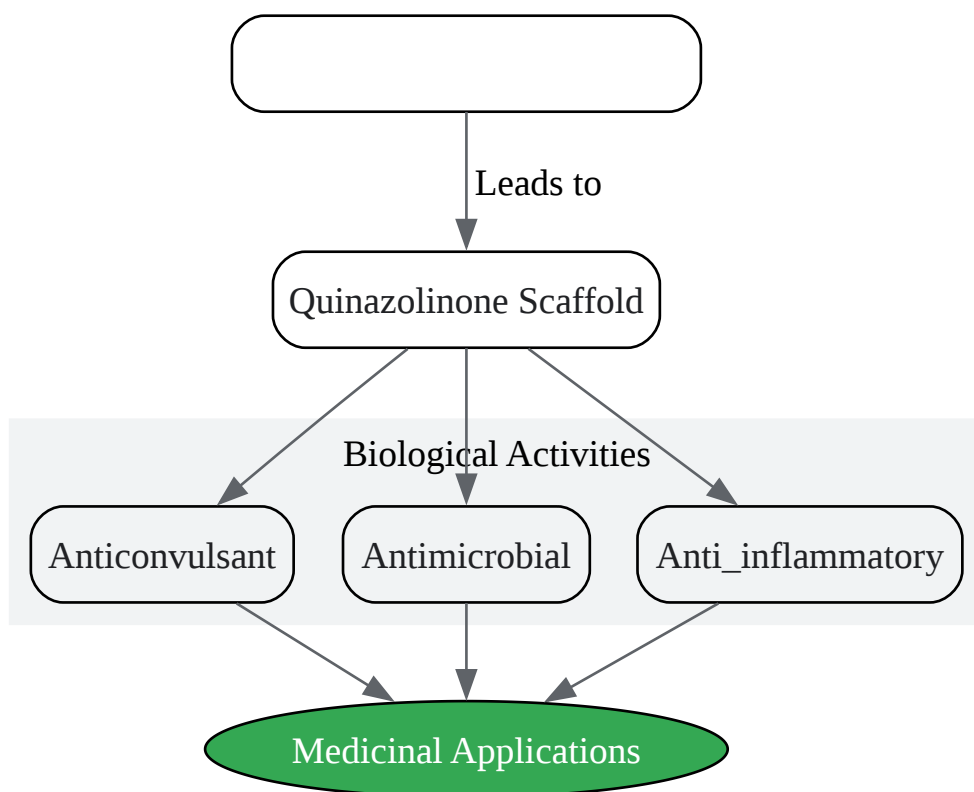 Leads to
Quinazolinone Scaffold
Biological Activities
Anticonvulsant
Antimicrobial
Anti_inflammatory
Medicinal Applications